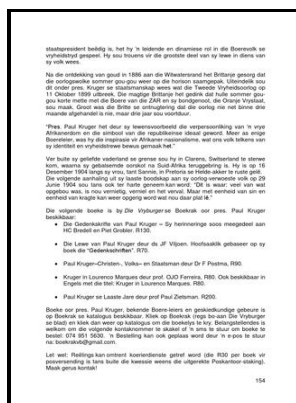 staatspresident beëdig is, het hy 'n leidende en dinamiese rol in die Boerevolk se
vryheidstryd gespeel. Hy sou trouens vir die grootste deel van sy lewe in diens van
sy volk wees.
Na die ontdekking van goud in 1886 aan die Witwatersrand het Brittanje gesorg dat
die oorlogswolke sommer gou-gou weer op die horison saamgepak. Uiteindelik sou
dit onder pres. Kruger se staatsmanskap wees wat die Tweede Vryheidsoorlog op
11 Oktober 1899 uitbreek. Die magtige Brittanje het gedink dat hulle sommer gou-
gou korte mette met die Boere van die ZAR en sy bondgenoot, die Oranje Vrystaat,
sou maak. Groot was die Britte se ontnugtering dat die oorlog nie net binne drie
maande afgehandel is nie, maar drie jaar sou voortduur.
"Pres. Paul Kruger het deur sy lewensvoorbeeld die verpersoonliking van 'n vrye
Afrikanerdom en die simbool van die republikeinse ideaal geword. Meer as enige
Boereleier, was hy die inspirasie vir Afrikaner-nasionalisme, wat ons volk telkens van
sy identiteit en vryheidstrewe bewus gemaak het."
Ver buite sy geliefde vaderland se grense sou hy in Clarens, Switserland te sterwe
kom, waarna sy gebalsemde oorskot na Suid-Afrika teruggebring is. Hy is op 16
Desember 1904 langs sy vrou, tant Sannie, in Pretoria se Helde-akker te ruste gelê.
Die volgende aanhaling uit sy laaste boodskap aan sy oorlog-verwoeste volk op 29
Junie 1904 sou tans ook ter harte geneem kan word: "Dit is waar: veel van wat
opgebou was, is nou vernietig, verniel en het verval. Maar met eenheid van sin en
eenheid van kragte kan weer opgerig word wat nou daar plat lê."
Die volgende boeke is by Die Vryburger se Boekrak oor pres. Paul Kruger
beskikbaar:
• Die Gedenkskrifte van Paul Kruger – Sy herinneringe soos meegedeel aan
HC Bredell en Piet Grobler. R130.
• Die Lewe van Paul Kruger deur ds JF Viljoen. Hoofsaaklik gebaseer op sy
boek die "Gedenkskriften". R70.
• Paul Kruger–Christen-, Volks– en Staatsman deur Dr F Postma, R90.
• Kruger in Lourenco Marques deur prof. OJO Ferreira, R80. Ook beskikbaar in
Engels met die titel: Kruger in Lourenco Marques. R80.
• Paul Kruger se Laaste Jare deur prof Paul Zietsman. R200.
Boeke oor pres. Paul Kruger, bekende Boere-leiers en geskiedkundige gebeure is
op Boekrak se katalogus beskikbaar. Kliek op Boekrak (regs bo-aan Die Vryburger
se blad) en kliek dan weer op katalogus om die boekelys te kry. Belangstellendes is
welkom om die volgende kontaknommer te skakel of 'n sms te stuur om boeke te
bestel: 074 951 5630. 'n Bestelling kan ook geplaas word deur 'n e-pos te stuur
na: boekrakvb@gmail.com.
Let wel: Reëlings kan omtrent koerierdienste getref word (die R30 per boek vir
posversending is tans buite die kwessie weens die uitgerekte Poskantoor-staking).
Maak gerus kontak!
154